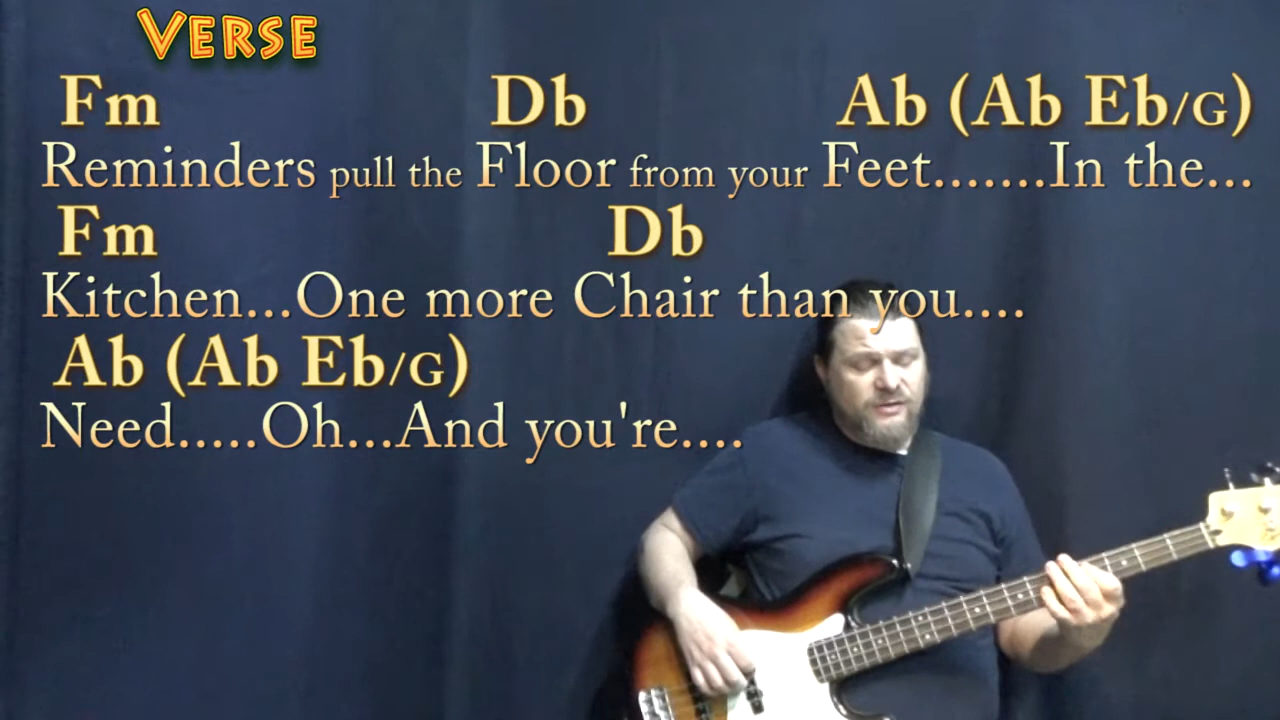 VERSE
Fm Db Ab (Ab Eb/G)
Reminders pull the Floor from your Feet.......In the...
Fm Db
Kitchen...One more Chair than you....
Ab (Ab Eb/G)
Need.....Oh...And you're....